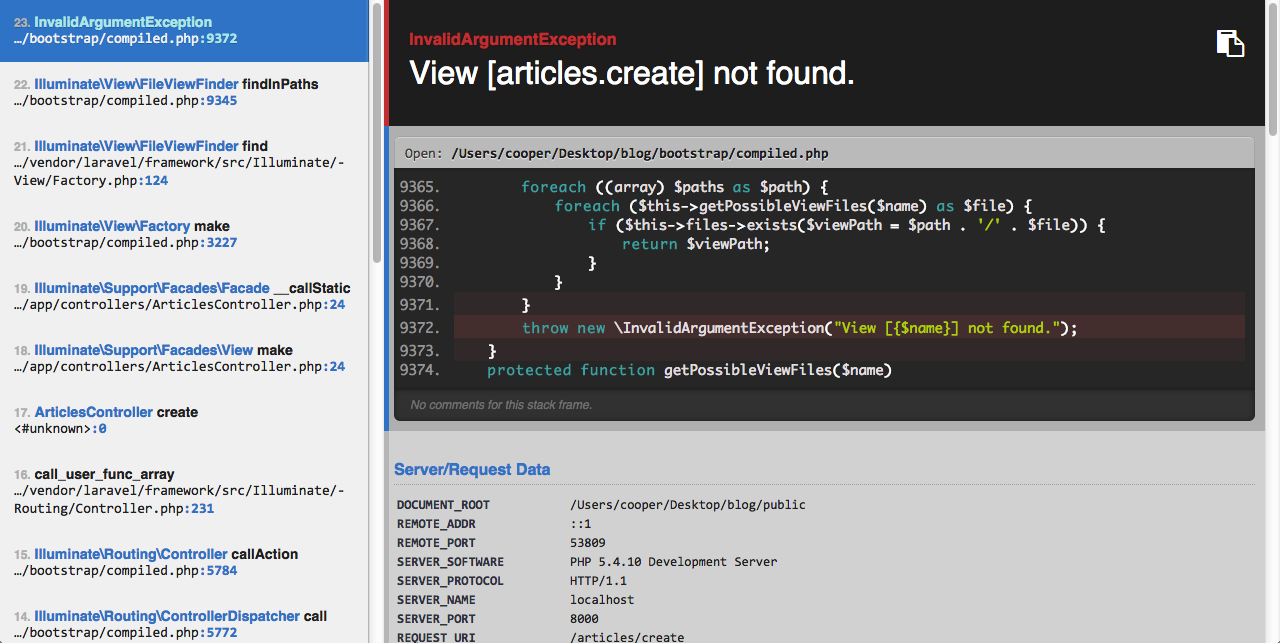 23. InvalidArgumentException
…/bootstrap/compiled.php:9372
22. Illuminate\View\FileViewFinder findInPaths
…/bootstrap/compiled.php:9345
21. Illuminate\View\FileViewFinder find
…/vendor/laravel/framework/src/Illuminate/-
View/Factory.php:124
20. Illuminate\View\Factory make
…/bootstrap/compiled.php:3227
19. Illuminate\Support\Facades\Facade __callStatic
…/app/controllers/ArticlesController.php:24
18. Illuminate\Support\Facades\View make
…/app/controllers/ArticlesController.php:24
17. ArticlesController create
<#unknown>:0
16. call_user_func_array
…/vendor/laravel/framework/src/Illuminate/-
Routing/Controller.php:231
15. Illuminate\Routing\Controller callAction
…/bootstrap/compiled.php:5784
14. Illuminate\Routing\ControllerDispatcher call
…/bootstrap/compiled.php:5772
InvalidArgumentException
View [articles.create] not found.
Open: /Users/cooper/Desktop/blog/bootstrap/compiled.php
9365. foreach ((array) $paths as $path) {
9366. foreach ($this->getPossibleViewFiles($name) as $file) {
9367. if ($this->files->exists($viewPath = $path . '/' . $file)) {
9368. return $viewPath;
9369. }
9370. }
9371. }
9372. throw new \InvalidArgumentException("View [{$name}] not found.");
9373. }
9374. protected function getPossibleViewFiles($name)
No comments for this stack frame.
Server/Request Data
DOCUMENT_ROOT /Users/cooper/Desktop/blog/public
REMOTE_ADDR ::1
REMOTE_PORT 53809
SERVER_SOFTWARE PHP 5.4.10 Development Server
SERVER_PROTOCOL HTTP/1.1
SERVER_NAME localhost
SERVER_PORT 8000
REQUEST_URI /articles/create